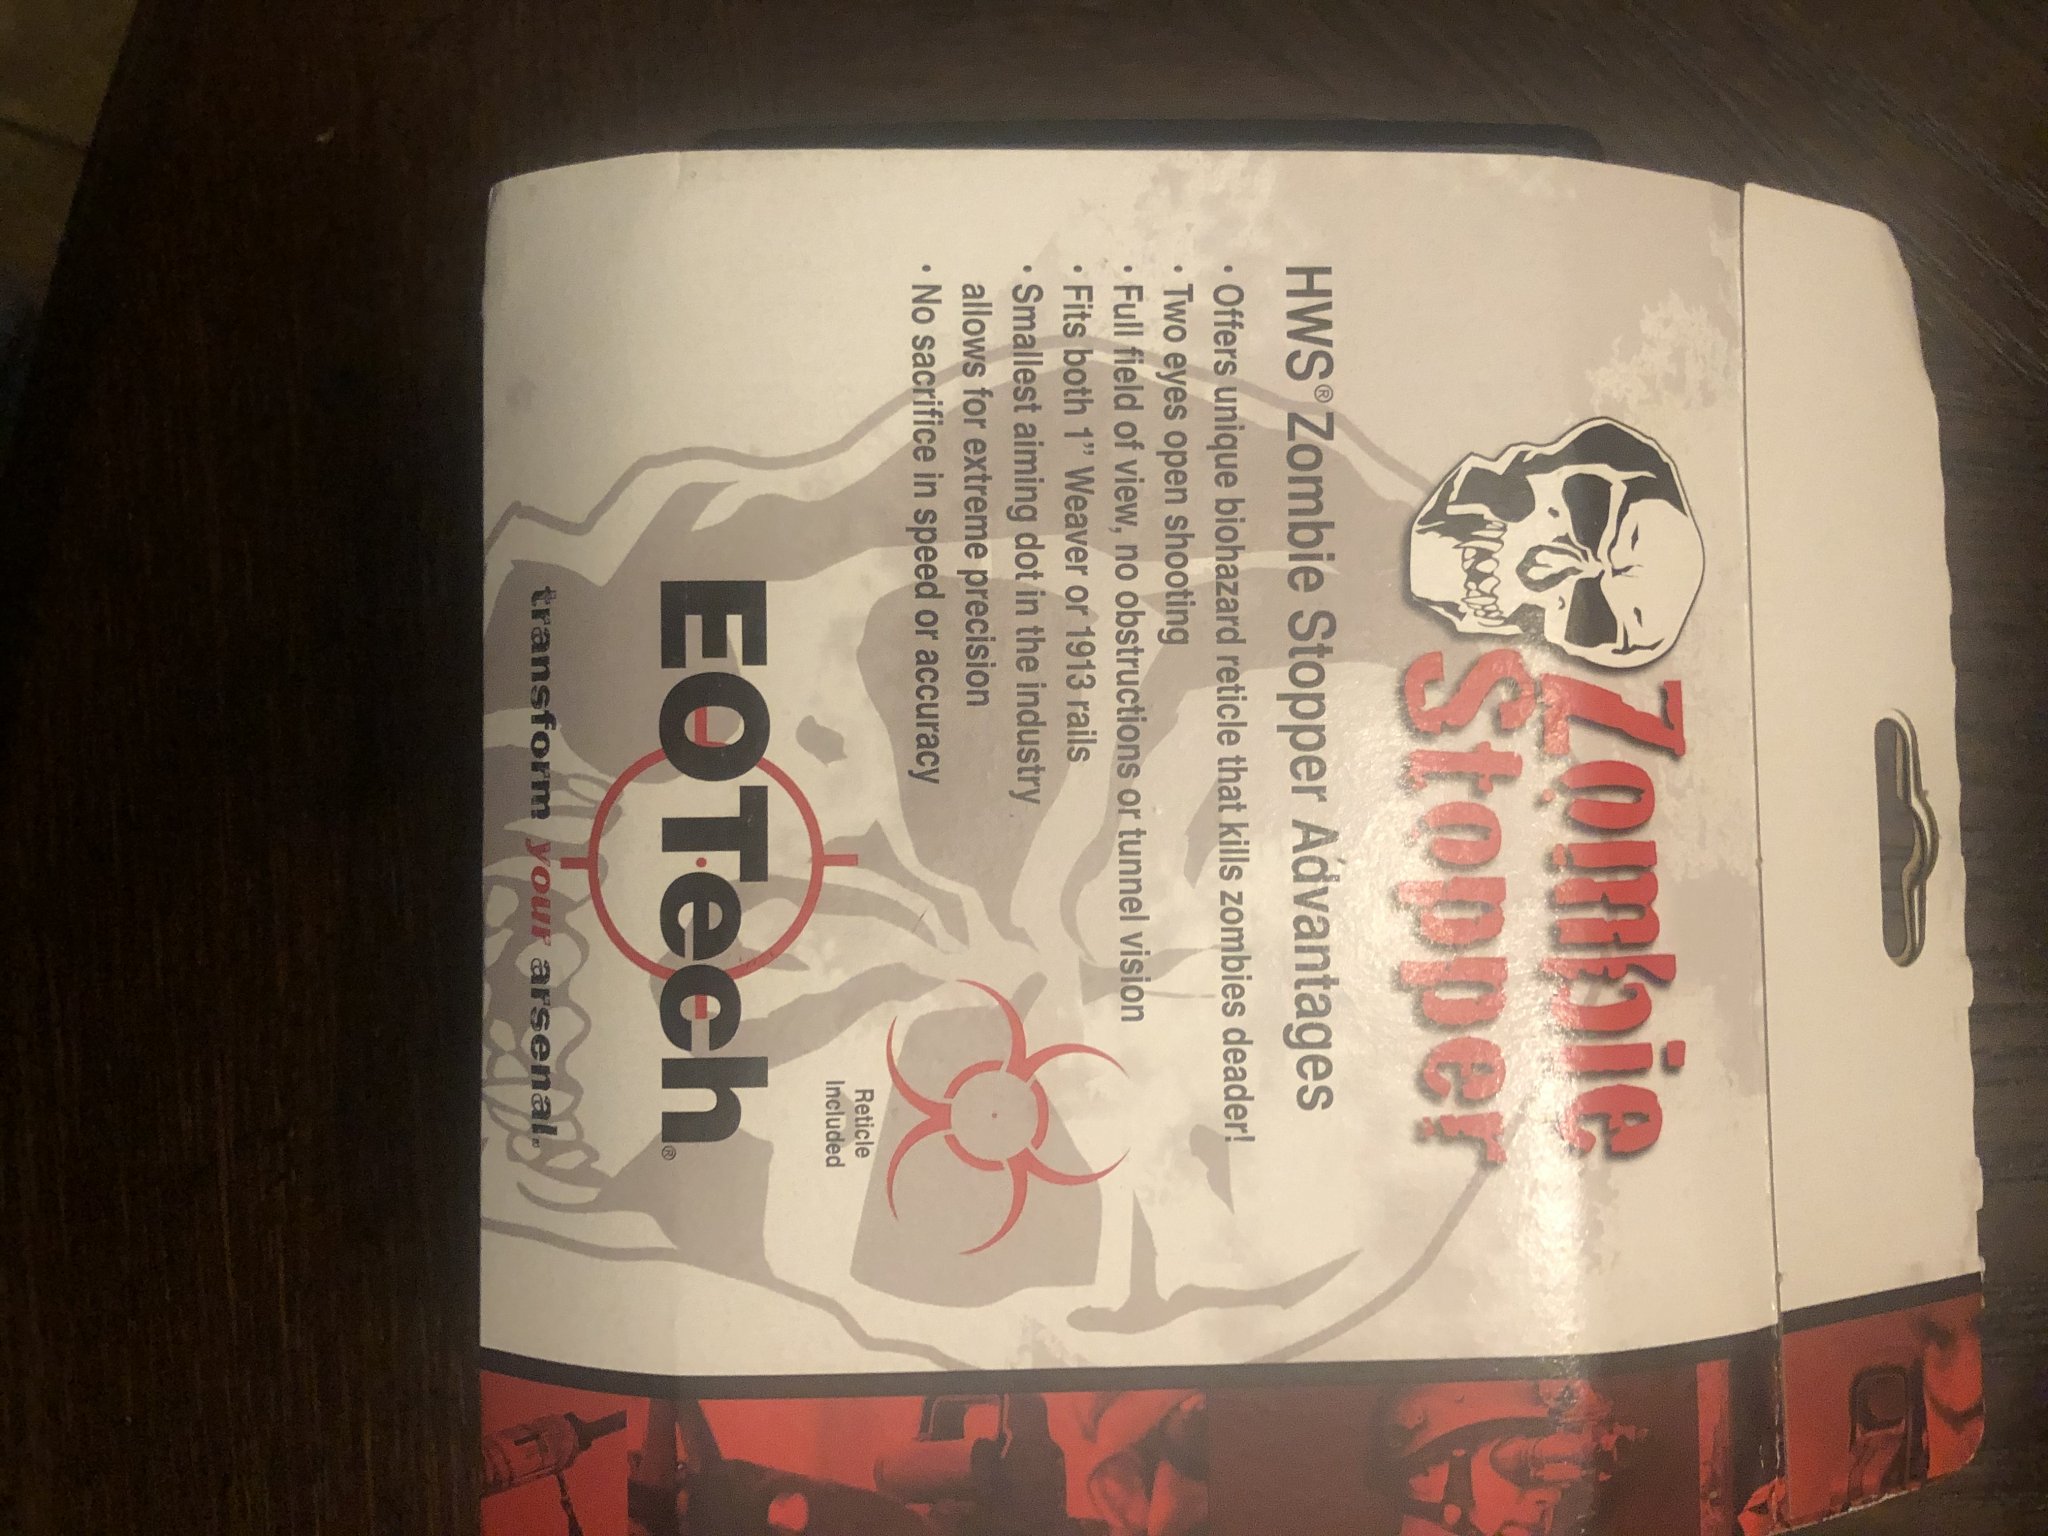 Zombie
Stopper
HWS® Zombie Stopper Advantages
• Offers unique biohazard reticle that kills zombies deader!
• Two eyes open shooting
• Full field of view, no obstructions or tunnel vision
• Fits both 1” Weaver or 1913 rails
• Smallest aiming dot in the industry
allows for extreme precision
• No sacrifice in speed or accuracy
Reticle
Included
EOTech®
transform your arsenal.